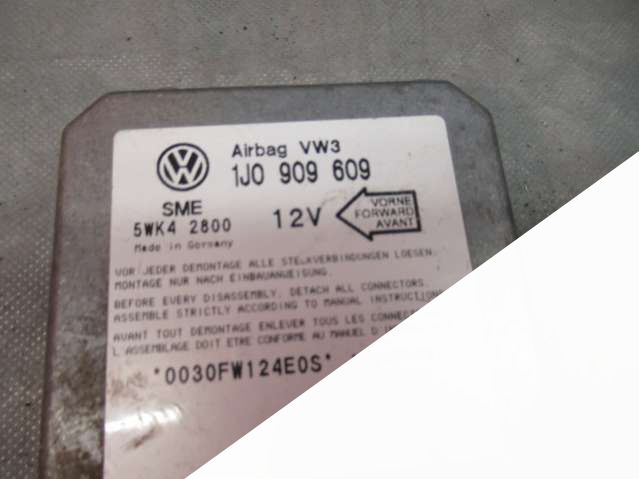 Airbag VW3
1J0 909 609
SME
5WK4 2800
12V
VORNE
FORWARD
AVANT
Made in Germany
VOR JEDER DEMONTAGE ALLE STECKVERBINDUNGEN LOESEN.
MONTAGE NUR NACH EINBAUANWEISUNG.
BEFORE EVERY DISASSEMBLY, DETACH ALL CONNECTORS.
ASSEMBLE STRICTLY ACCORDING TO MANUAL
AVANT TOUT DEMONTAGE ENLEVER TOUS LES
L'ASSEMBLAGE DOIT ETRE CONFORME AU MANUEL
*0030FW124E0S*